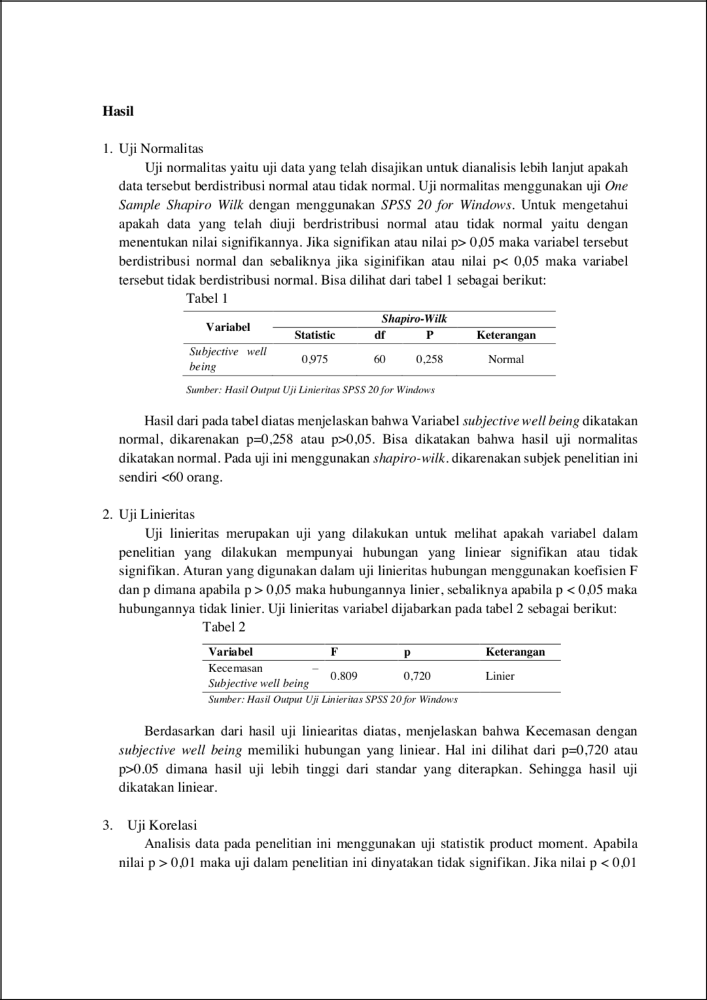 Hasil
1. Uji Normalitas
Uji normalitas yaitu uji data yang telah disajikan untuk dianalisis lebih lanjut apakah
data tersebut berdistribusi normal atau tidak normal. Uji normalitas menggunakan uji One
Sample Shapiro Wilk dengan menggunakan SPSS 20 for Windows. Untuk mengetahui
apakah data yang telah diuji berdristribusi normal atau tidak normal yaitu dengan
menentukan nilai signifikannya. Jika signifikan atau nilai p> 0,05 maka variabel tersebut
berdistribusi normal dan sebaliknya jika siginifikan atau nilai p< 0,05 maka variabel
tersebut tidak berdistribusi normal. Bisa dilihat dari tabel 1 sebagai berikut:
Tabel 1
Variabel Shapiro-Wilk
Statistic df P Keterangan
Subjective well
being 0,975 60 0,258 Normal
Sumber: Hasil Output Uji Linieritas SPSS 20 for Windows
Hasil dari pada tabel diatas menjelaskan bahwa Variabel subjective well being dikatakan
normal, dikarenakan p=0,258 atau p>0,05. Bisa dikatakan bahwa hasil uji normalitas
dikatakan normal. Pada uji ini menggunakan shapiro-wilk. dikarenakan subjek penelitian ini
sendiri <60 orang.
2. Uji Linieritas
Uji linieritas merupakan uji yang dilakukan untuk melihat apakah variabel dalam
penelitian yang dilakukan mempunyai hubungan yang liniear signifikan atau tidak
signifikan. Aturan yang digunakan dalam uji linieritas hubungan menggunakan koefisien F
dan p dimana apabila p > 0,05 maka hubungannya linier, sebaliknya apabila p < 0,05 maka
hubungannya tidak linier. Uji linieritas variabel dijabarkan pada tabel 2 sebagai berikut:
Tabel 2
Variabel F p Keterangan
Kecemasan –
Subjective well being 0.809 0,720 Linier
Sumber: Hasil Output Uji Linieritas SPSS 20 for Windows
Berdasarkan dari hasil uji liniearitas diatas, menjelaskan bahwa Kecemasan dengan
subjective well being memiliki hubungan yang liniear. Hal ini dilihat dari p=0,720 atau
p>0.05 dimana hasil uji lebih tinggi dari standar yang diterapkan. Sehingga hasil uji
dikatakan liniear.
3. Uji Korelasi
Analisis data pada penelitian ini menggunakan uji statistik product moment. Apabila
nilai p > 0,01 maka uji dalam penelitian ini dinyatakan tidak signifikan. Jika nilai p < 0,01